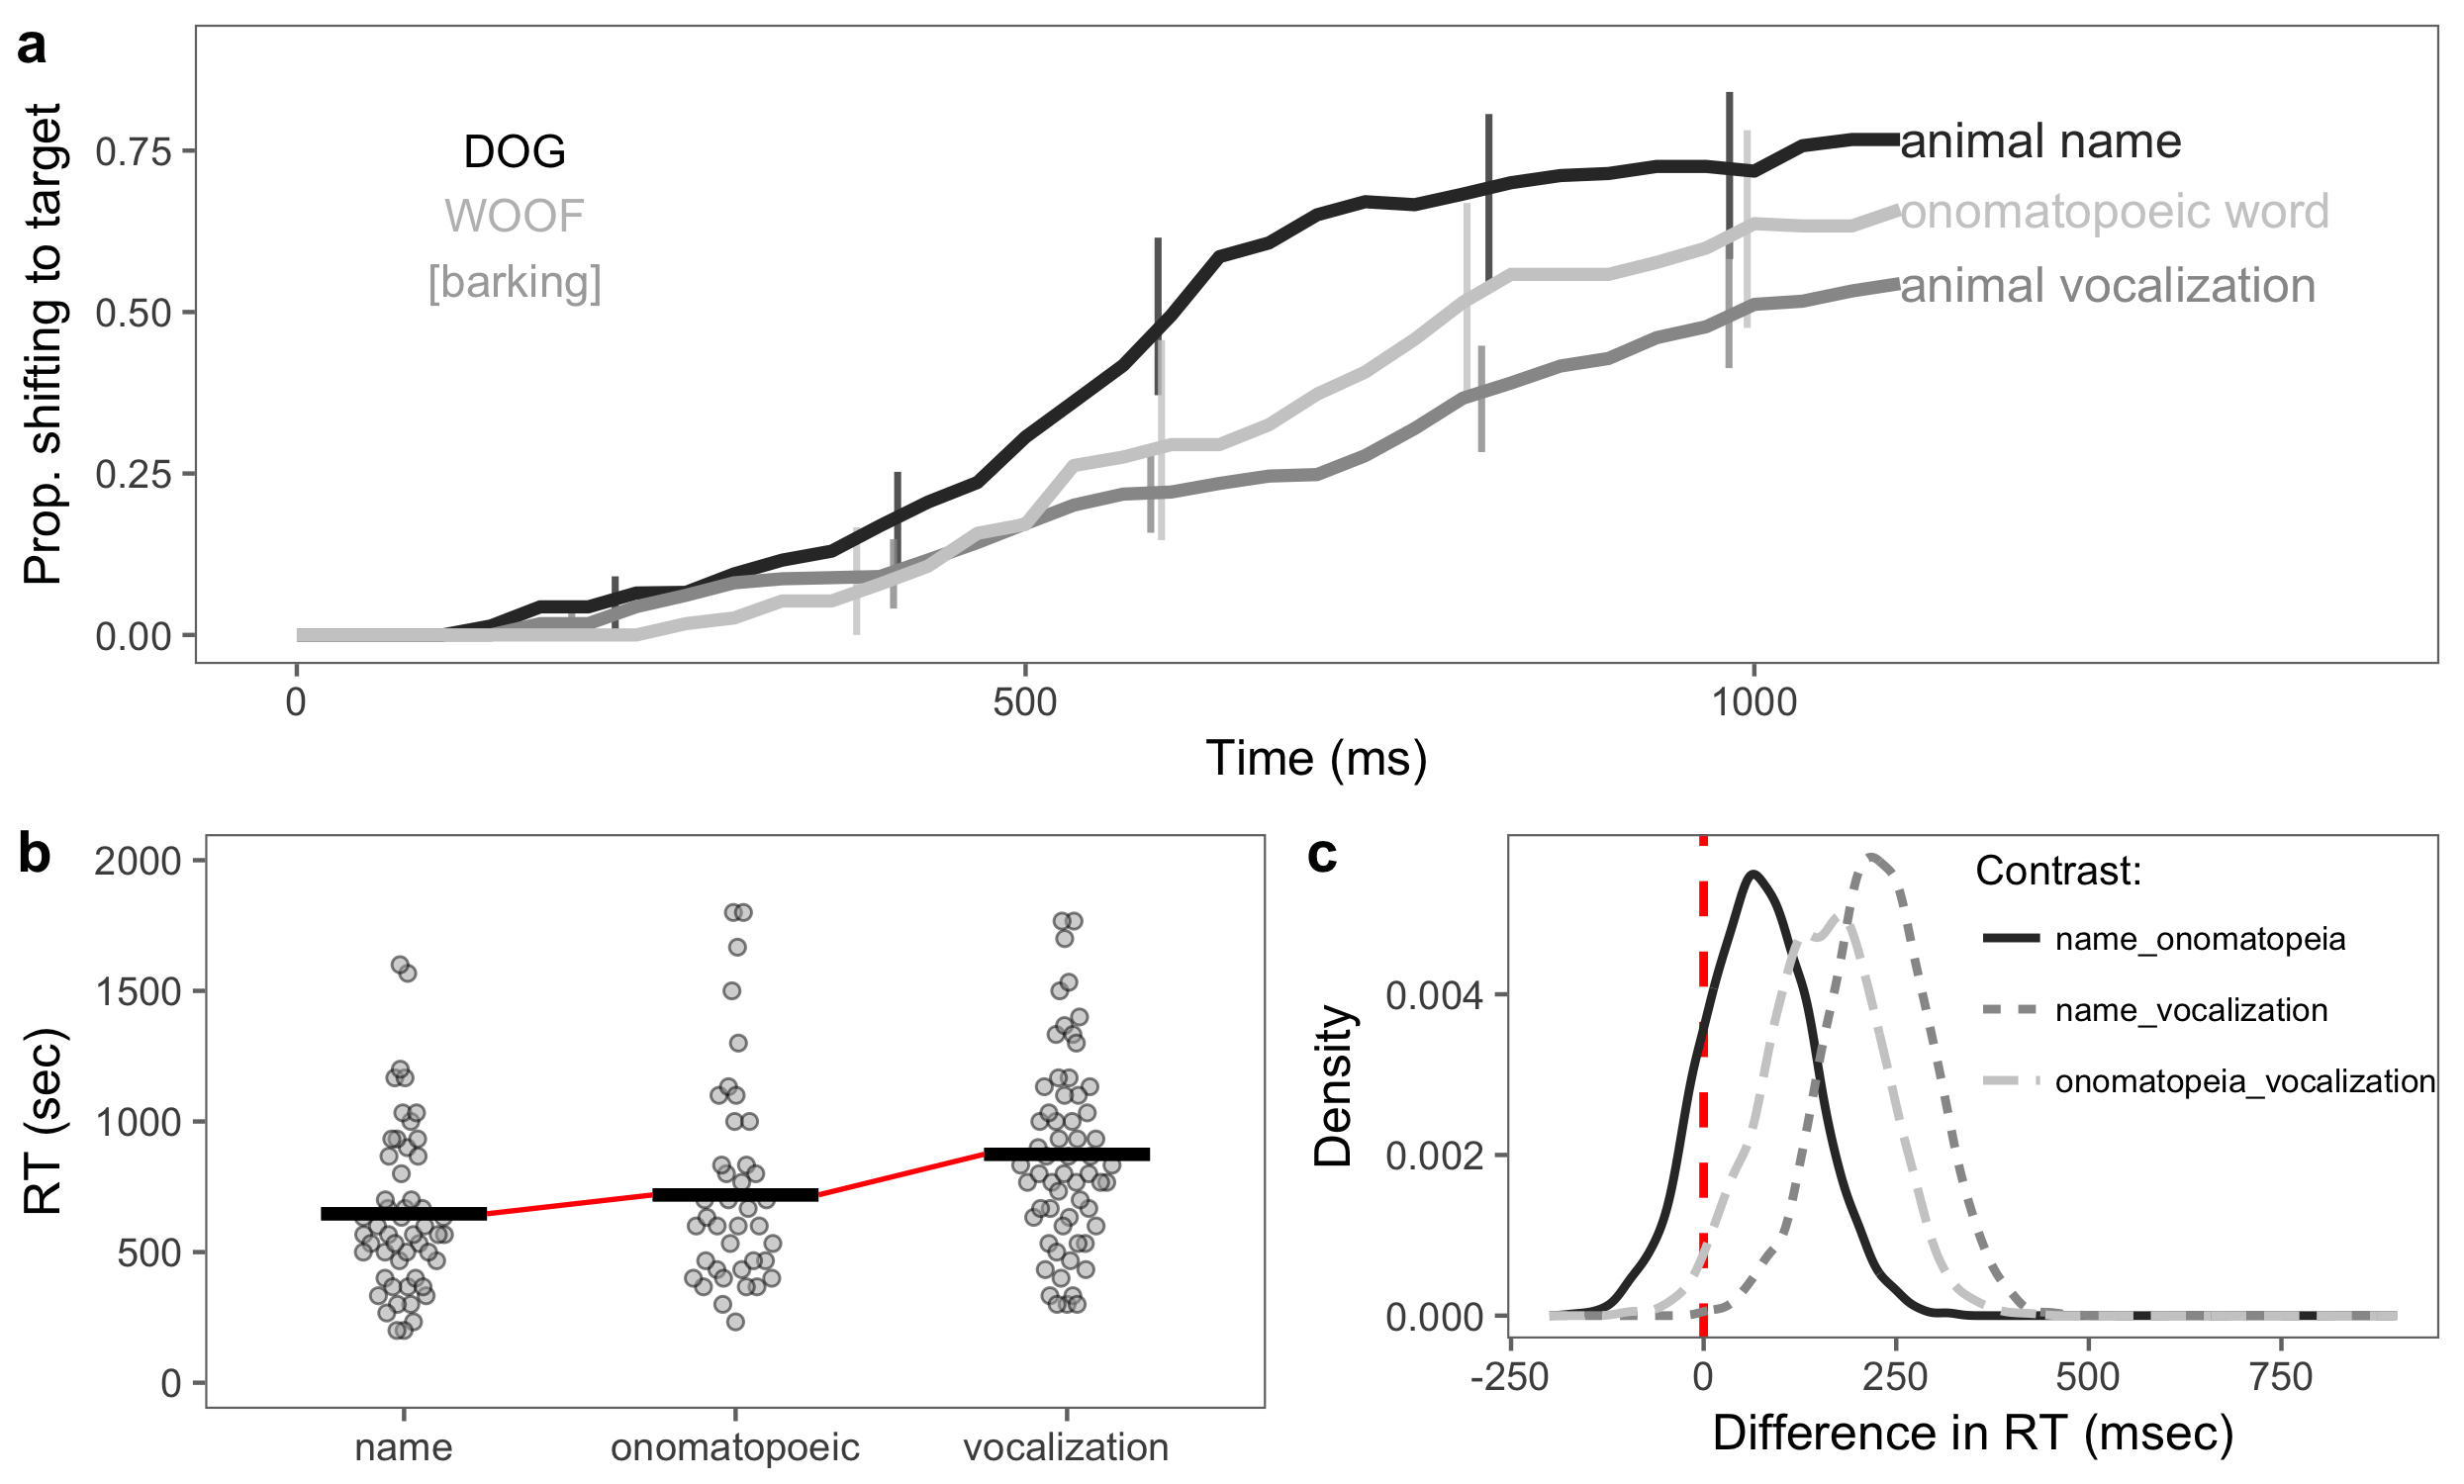 a
Prop. shifting to target
0.75
0.50
0.25
0.00
DOG
WOOF
[barking]
animal name
onomatopoeic word
animal vocalization
0
500
1000
Time (ms)
b
RT (sec)
2000
1500
1000
500
0
name
onomatopoeic
vocalization
c
Density
0.004
0.002
0.000
Contrast:
name_onomatopeia
name_vocalization
onomatopeia_vocalization
-250
0
250
500
750
Difference in RT (msec)